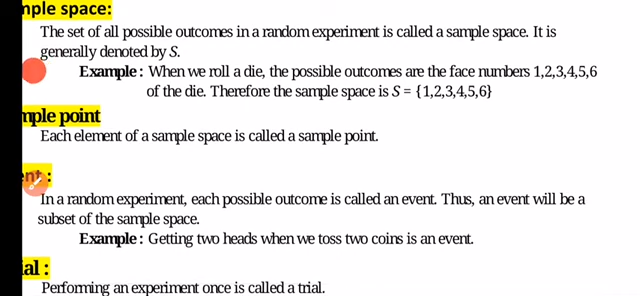 mple space:
The set of all possible outcomes in a random experiment is called a sample space. It is
generally denoted by S.
Example : When we roll a die, the possible outcomes are the face numbers 1,2,3,4,5,6
of the die. Therefore the sample space is S = {1,2,3,4,5,6}
mple point
Each element of a sample space is called a sample point.
ent :
In a random experiment, each possible outcome is called an event. Thus, an event will be a
subset of the sample space.
Example : Getting two heads when we toss two coins is an event.
ial :
Performing an experiment once is called a trial.